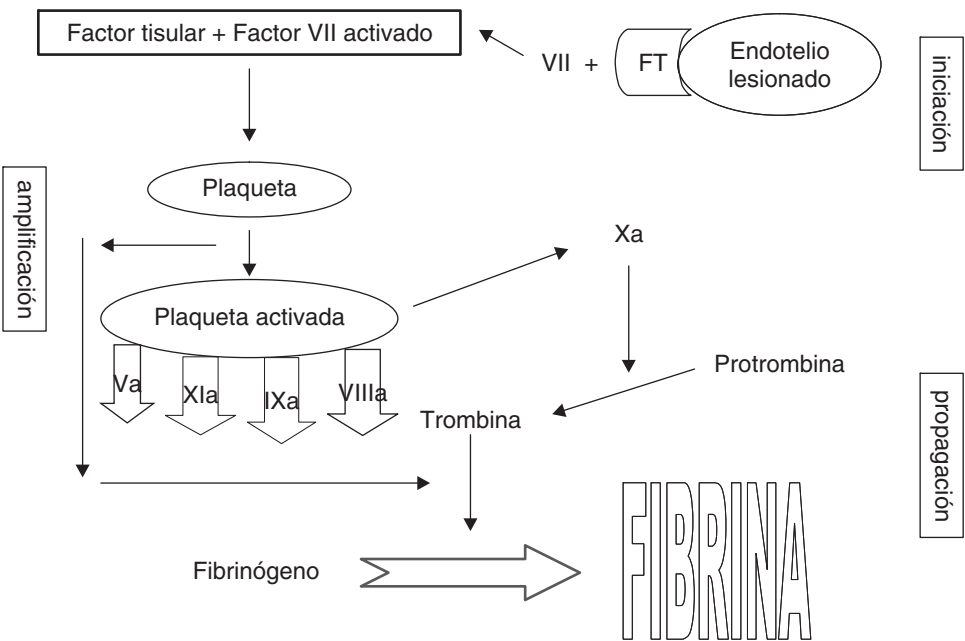 Factor tisular + Factor VII activado
VII + FT
Endotelio
lesionado
iniciación
Plaqueta
amplificación
Xa
Plaqueta activada
Protrombina
Va
XIa
IXa
VIIIa
Trombina
propagación
Fibrinógeno
FIBRINA